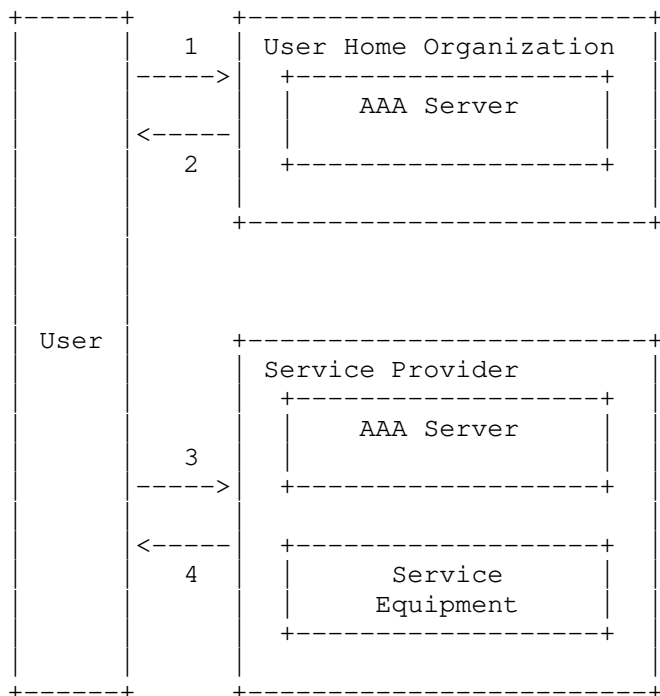 1
User Home Organization
AAA Server
2
User
Service Provider
AAA Server
3
4
Service
Equipment